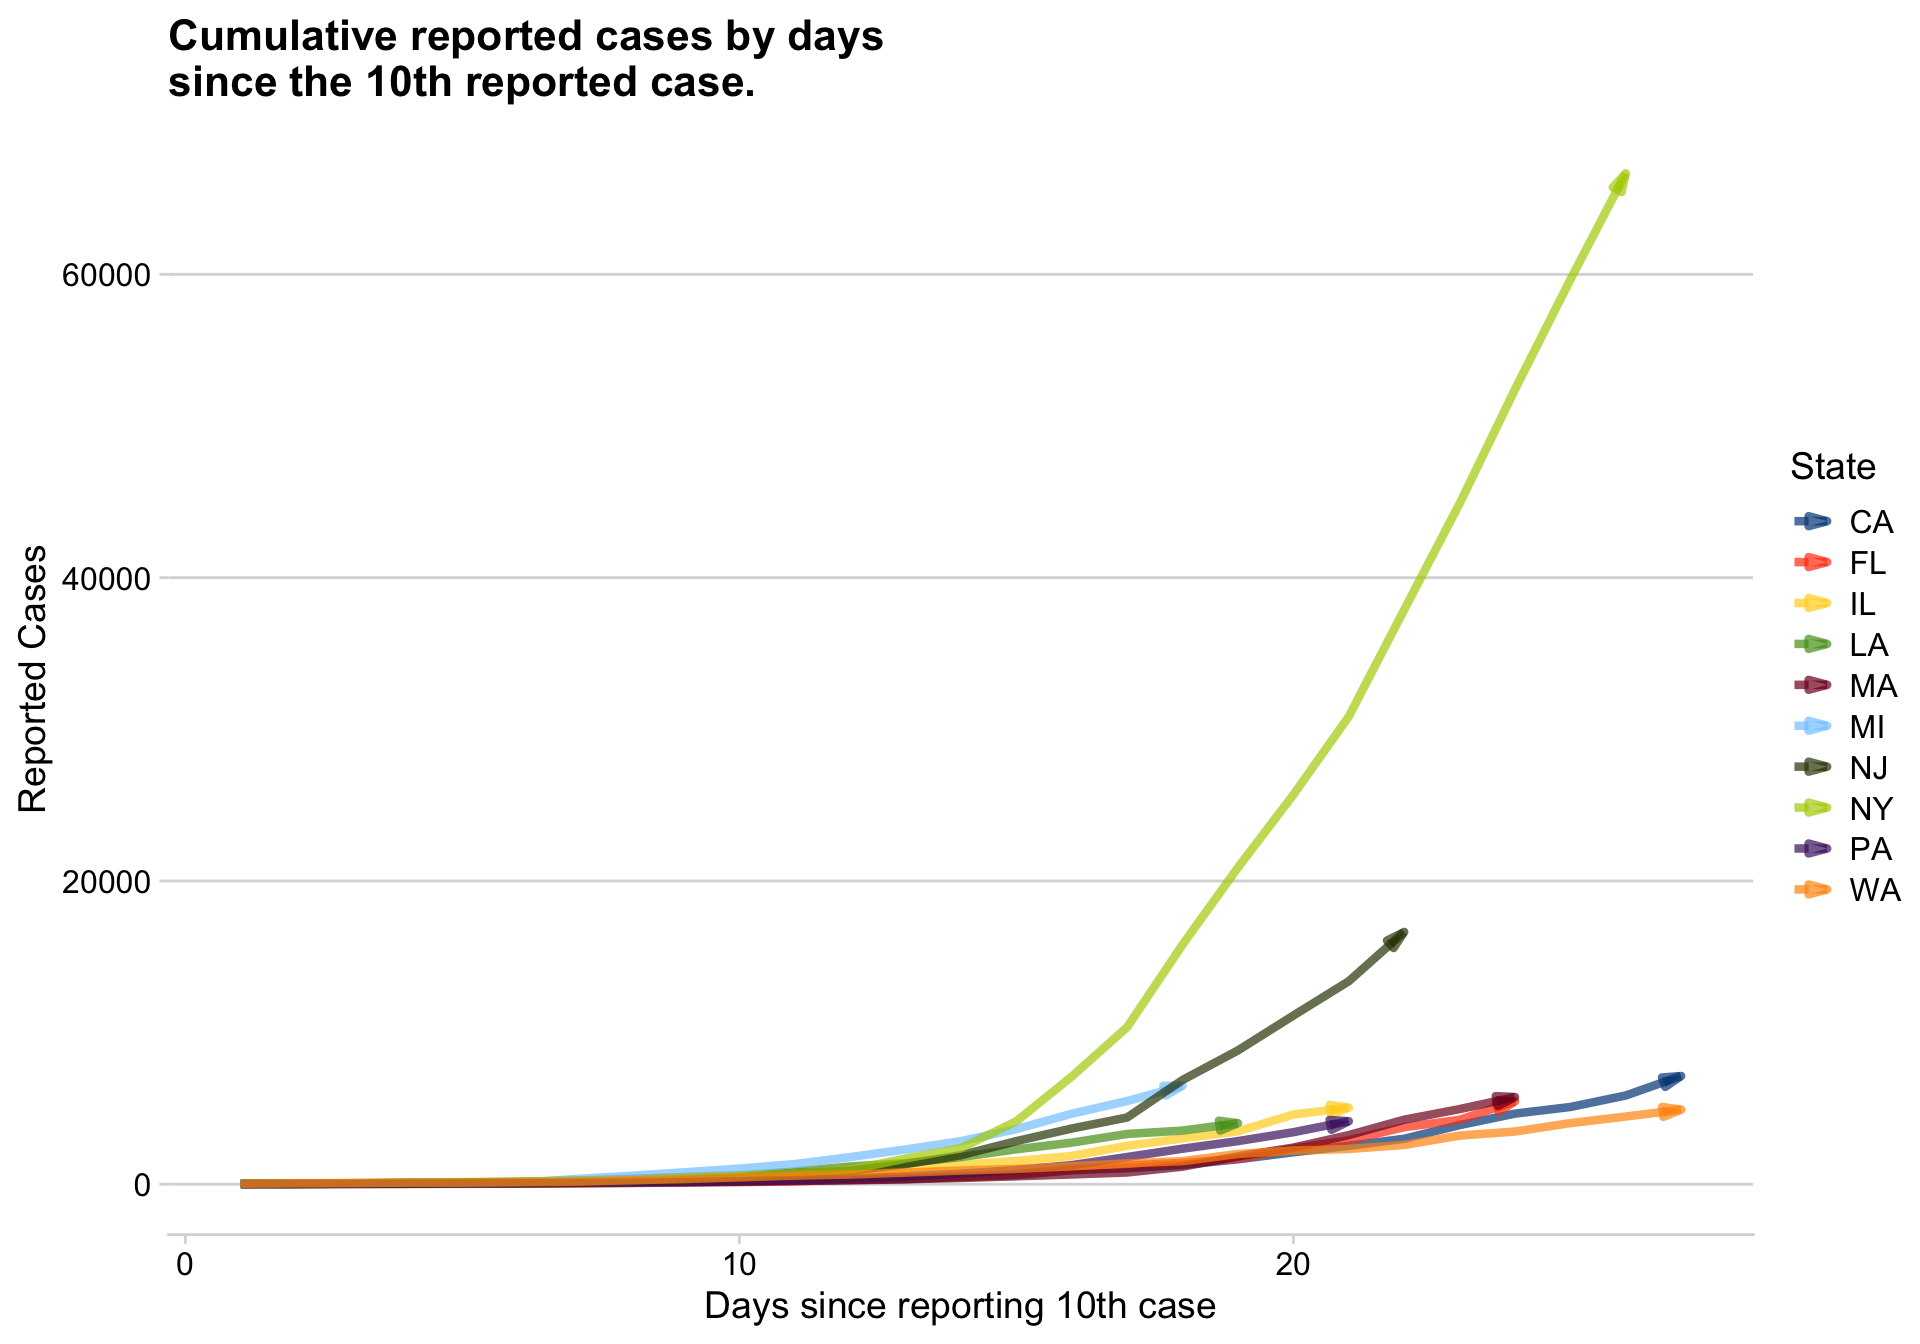 Cumulative reported cases by days
since the 10th reported case.
60000
40000
20000
0
Reported Cases
0
10
20
Days since reporting 10th case
State
CA
FL
IL
LA
MA
MI
NJ
NY
PA
WA